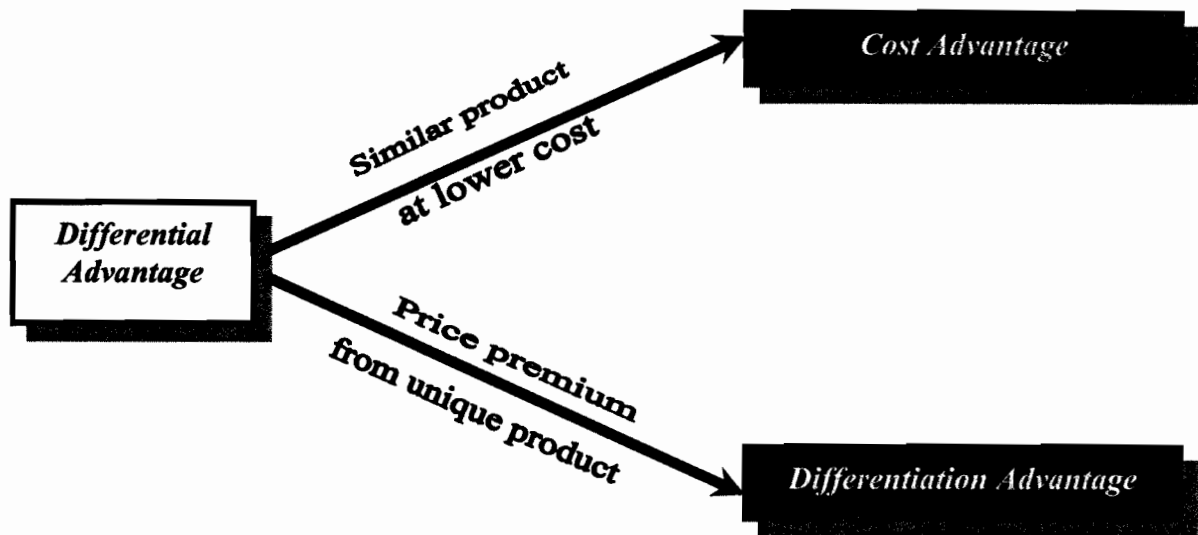 Cost Advantage
Similar product
at lower cost
Differential
Advantage
Price premium
from unique product
Differentiation Advantage